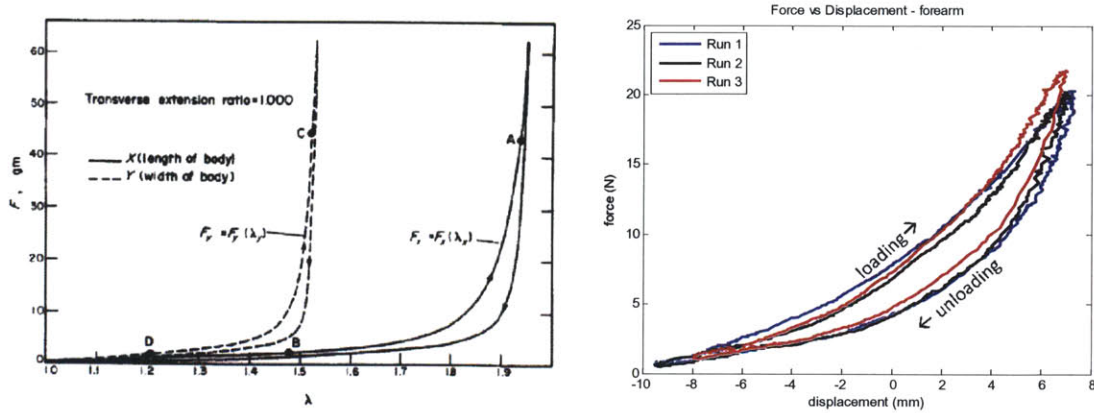 60
50
40
30
20
10
0
F, gm
Transverse extension ratio=1.000
X(length of body)
Y (width of body)
C
A
D
B
1.0
1.1
1.2
1.3
1.4
1.5
1.6
1.7
1.8
1.9
λ
Force vs Displacement - forearm
Run 1
Run 2
Run 3
25
20
15
10
5
0
force (N)
loading
unloading
-10
-8
-6
-4
-2
0
2
4
6
8
displacement (mm)